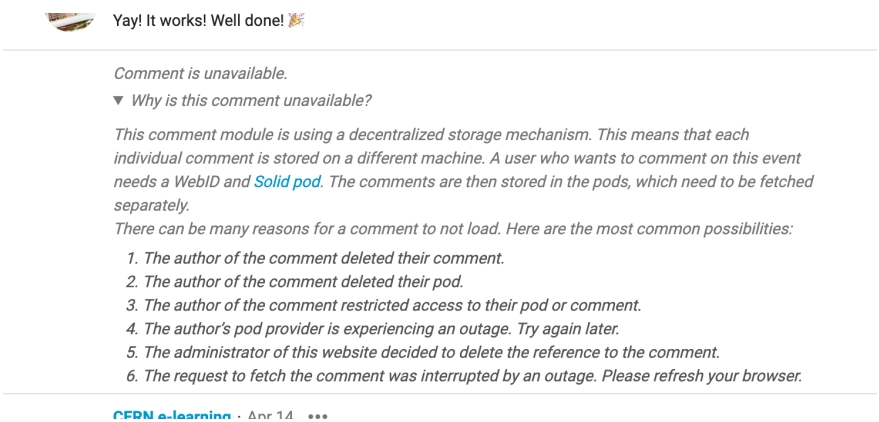 Yay! It works! Well done! 🎉
Comment is unavailable.
▼ Why is this comment unavailable?
This comment module is using a decentralized storage mechanism. This means that each
individual comment is stored on a different machine. A user who wants to comment on this event
needs a WebID and Solid pod. The comments are then stored in the pods, which need to be fetched
separately.
There can be many reasons for a comment to not load. Here are the most common possibilities:
1. The author of the comment deleted their comment.
2. The author of the comment deleted their pod.
3. The author of the comment restricted access to their pod or comment.
4. The author’s pod provider is experiencing an outage. Try again later.
5. The administrator of this website decided to delete the reference to the comment.
6. The request to fetch the comment was interrupted by an outage. Please refresh your browser.
CERN e-learning · Apr 14 •••